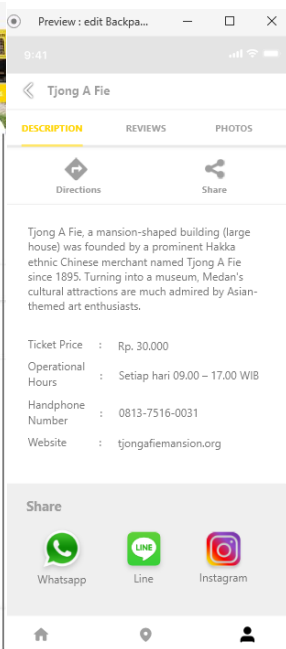 Preview : edit Backpa...
9:41
Tjong A Fie
DESCRIPTION REVIEWS PHOTOS
Directions Share
Tjong A Fie, a mansion-shaped building (large
house) was founded by a prominent Hakka
ethnic Chinese merchant named Tjong A Fie
since 1895. Turning into a museum, Medan's
cultural attractions are much admired by Asian-
themed art enthusiasts.
Ticket Price : Rp. 30.000
Operational
Hours : Setiap hari 09.00 – 17.00 WIB
Handphone
Number : 0813-7516-0031
Website : tjongafiemansion.org
Share
LINE
Whatsapp Line Instagram